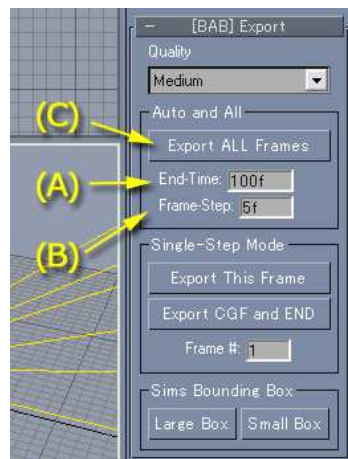 [BAB] Export
Quality
Medium
Auto and All
(C)
Export ALL Frames
(A)
End-Time: 100f
Frame-Step: 5f
(B)
Single-Step Mode
Export This Frame
Export CGF and END
Frame #: 1
Sims Bounding Box
Large Box Small Box